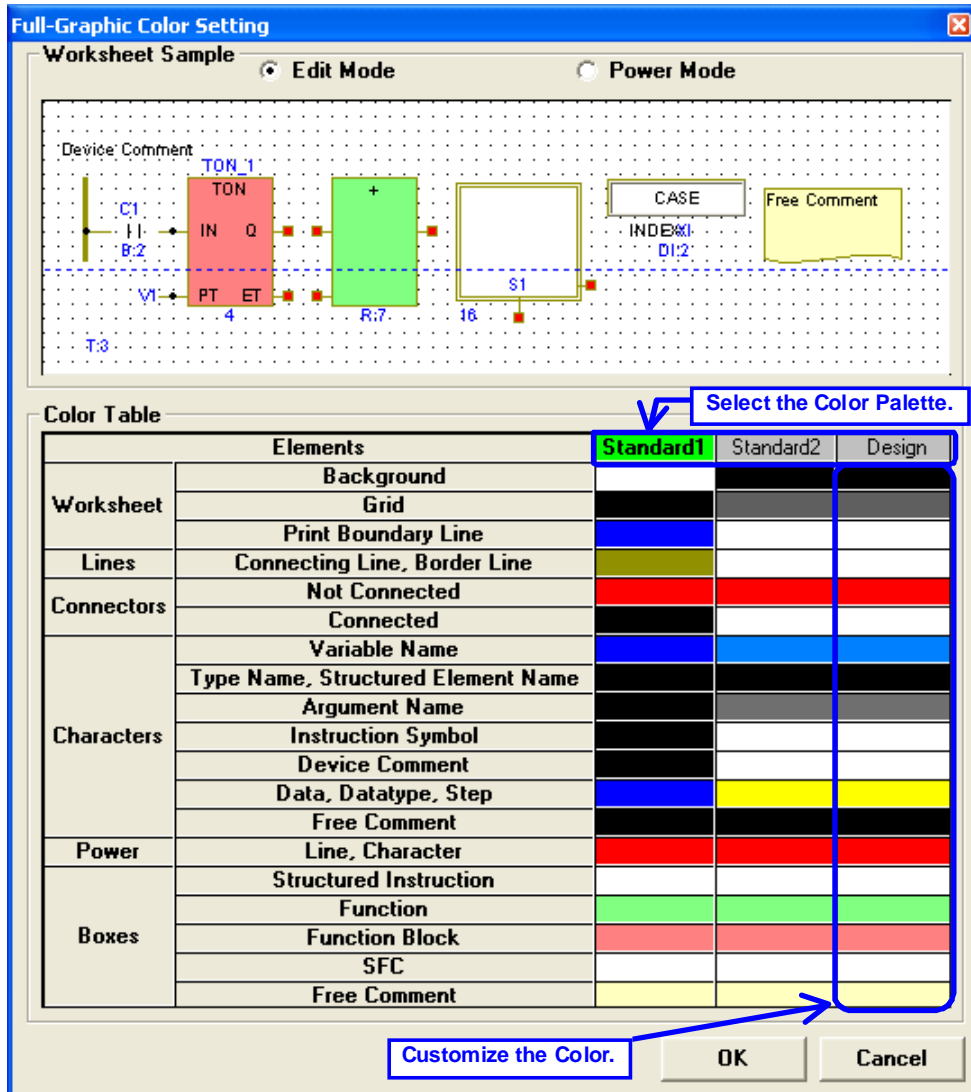 Full-Graphic Color Setting
Worksheet Sample
Edit Mode
Power Mode
Device Comment
TON_1
TON
+
CASE
Free Comment
C1
IN Q
INDEX
B:2
DI:2
S1
V1
PT ET
4
R:7
16
T:3
Select the Color Palette.
Color Table
Elements Standard1 Standard2 Design
Worksheet
Background
Grid
Print Boundary Line
Lines
Connecting Line, Border Line
Connectors
Not Connected
Connected
Characters
Variable Name
Type Name, Structured Element Name
Argument Name
Instruction Symbol
Device Comment
Data, Datatype, Step
Free Comment
Power
Line, Character
Boxes
Structured Instruction
Function
Function Block
SFC
Free Comment
Customize the Color.
OK
Cancel